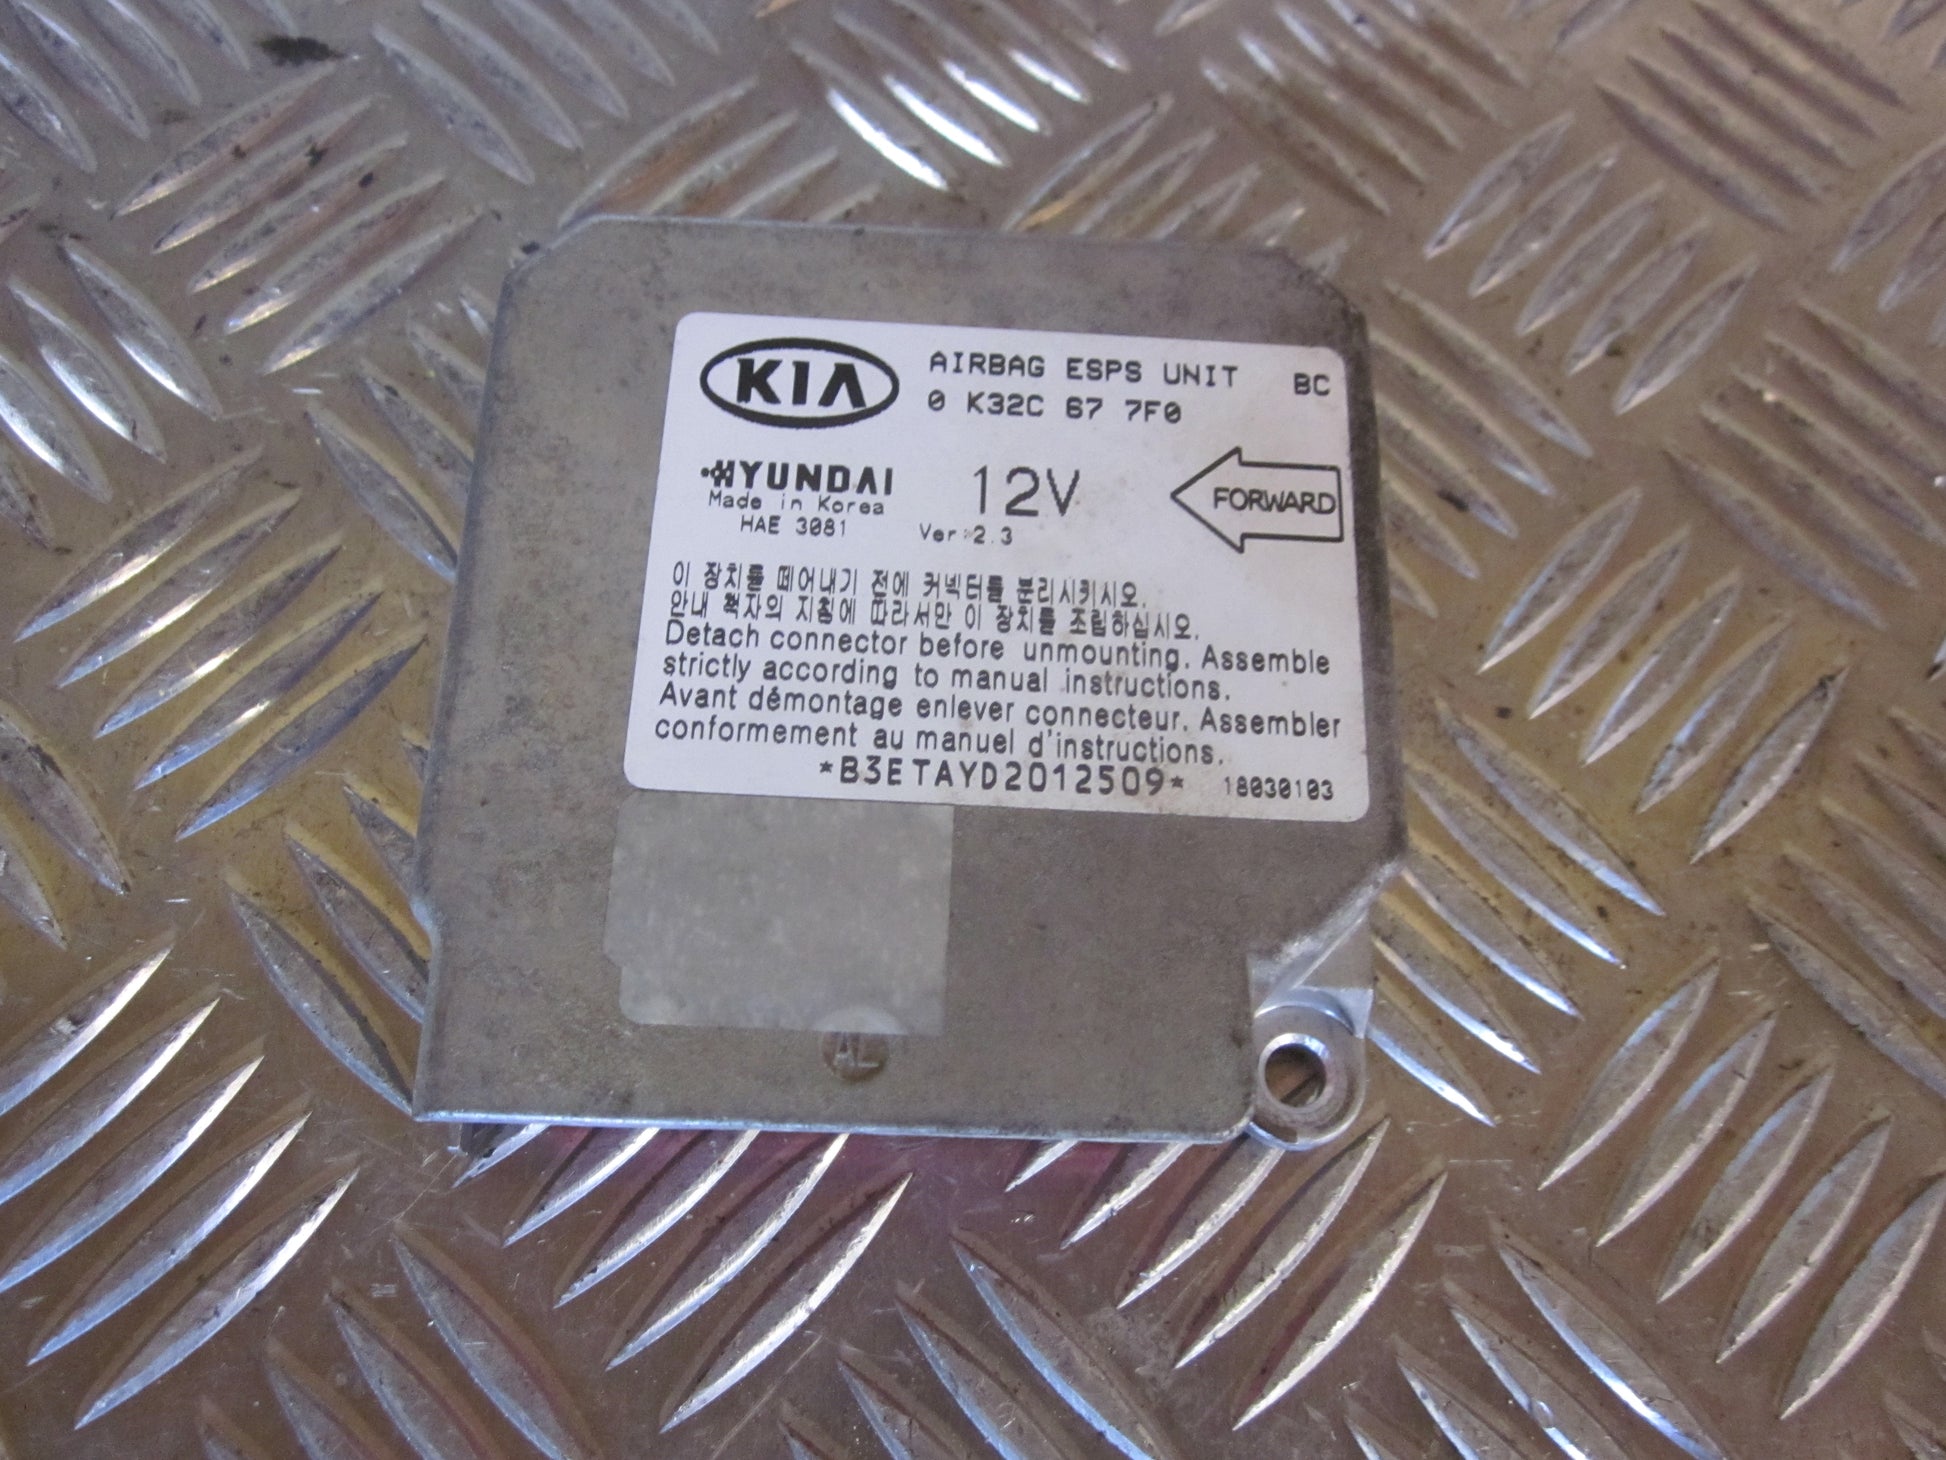 KIA
AIRBAG ESPS UNIT BC
0 K32C 67 7F0
HYUNDAI
12V
FORWARD
Made in Korea
HAE 3081
Ver:2.3
이 장치를 떼어내기 전에 커넥터를 분리시키시오.
안내 책자의 지침에 따라서만 이 장치를 조립하십시오.
Detach connector before unmounting. Assemble
strictly according to manual instructions.
Avant démontage enlever connecteur. Assembler
conformement au manuel d'instructions.
*B3ETAYD2012509* 18030103
AL